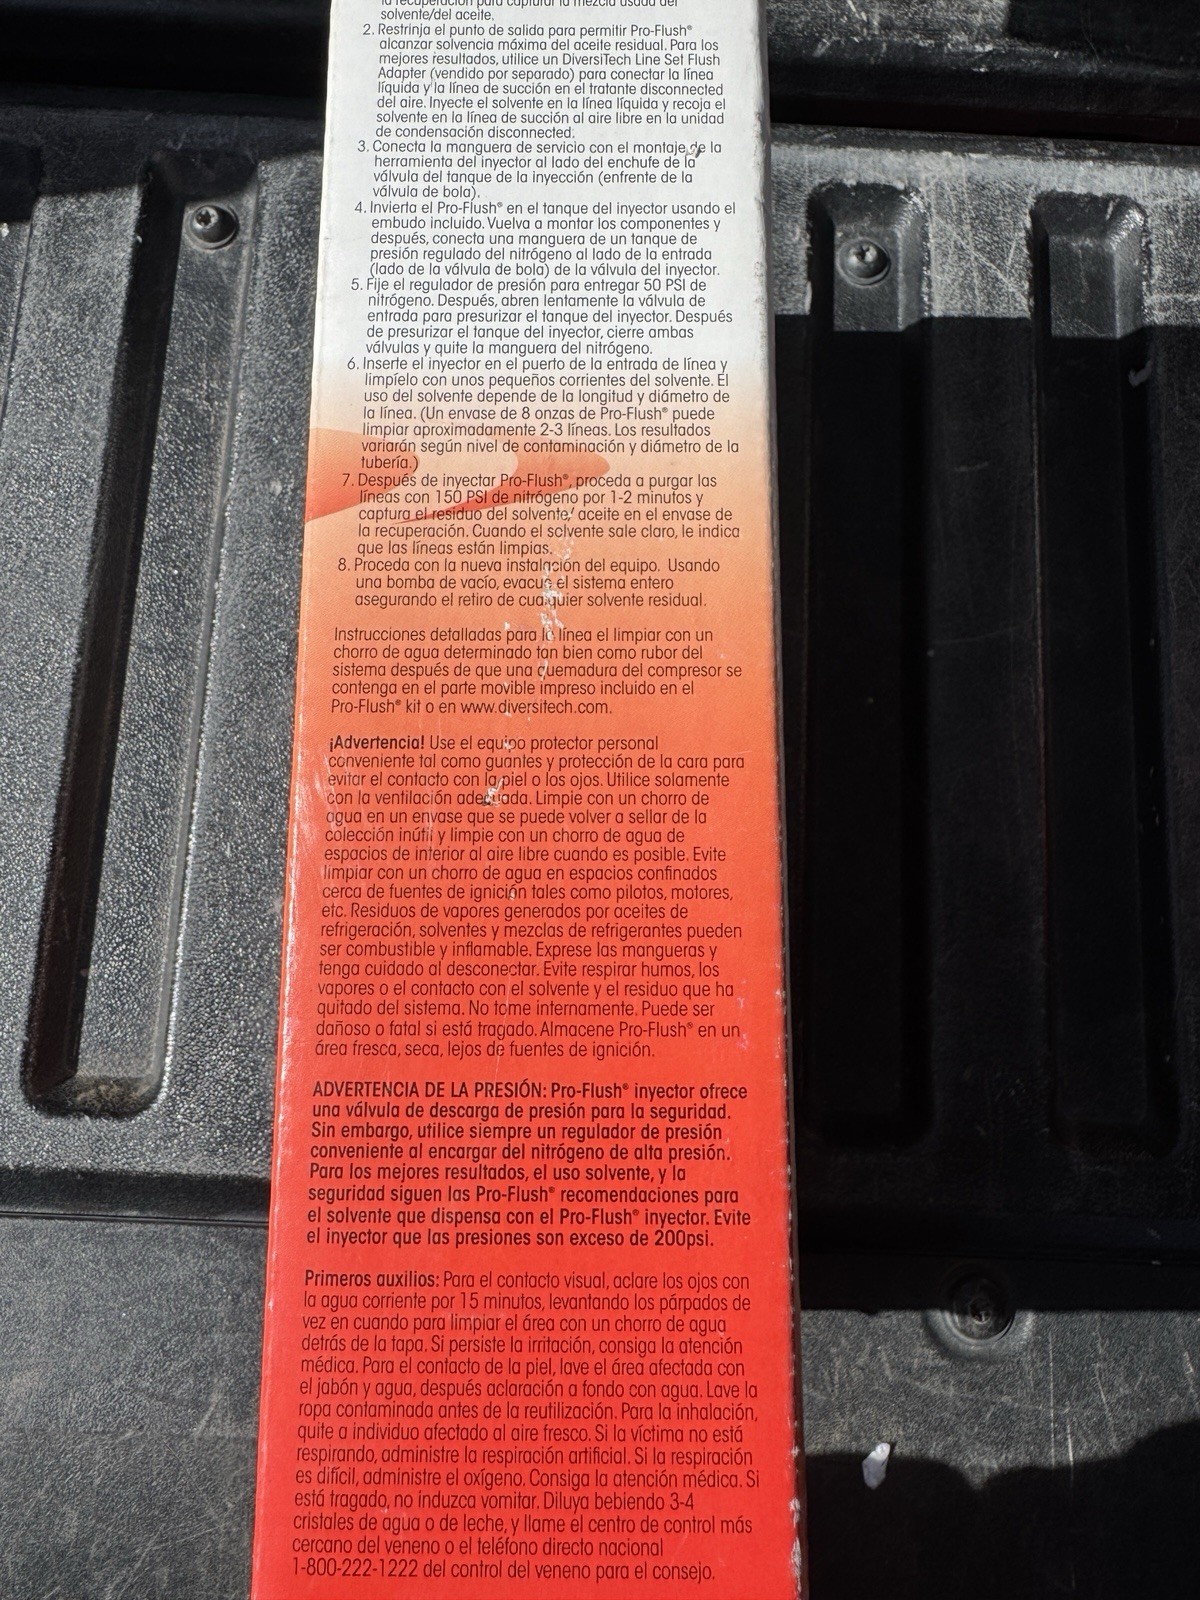 la recuperación para capturar la mezcla usada del
solvente/del aceite.
2. Restrinja el punto de salida para permitir Pro-Flush®
alcanzar solvencia máxima del aceite residual. Para los
mejores resultados, utilice un DiversiTech Line Set Flush
Adapter (vendido por separado) para conectar la línea
líquida y la línea de succión en el tratante disconnected
del aire. Inyecte el solvente en la línea líquida y recoja el
solvente en la línea de succión al aire libre en la unidad
de condensación disconnected.
3. Conecta la manguera de servicio con el montaje de la
herramienta del inyector al lado del enchufe de la
válvula del tanque de la inyección (enfrente de la
válvula de bola).
4. Invierta el Pro-Flush® en el tanque del inyector usando el
embudo incluido. Vuelva a montar los componentes y
después, conecta una manguera de un tanque de
presión regulado del nitrógeno al lado de la entrada
(lado de la válvula de bola) de la válvula del inyector.
5. Fije el regulador de presión para entregar 50 PSI de
nitrógeno. Después, abren lentamente la válvula de
entrada para presurizar el tanque del inyector. Después
de presurizar el tanque del inyector, cierre ambas
válvulas y quite la manguera del nitrógeno.
6. Inserte el inyector en el puerto de la entrada de línea y
limpíelo con unos pequeños corrientes del solvente. El
uso del solvente depende de la longitud y diámetro de
la línea. (Un envase de 8 onzas de Pro-Flush® puede
limpiar aproximadamente 2-3 líneas. Los resultados
variarán según nivel de contaminación y diámetro de la
tubería.)
7. Después de inyectar Pro-Flush®, proceda a purgar las
líneas con 150 PSI de nitrógeno por 1-2 minutos y
captura el residuo del solvente/ aceite en el envase de
la recuperación. Cuando el solvente sale claro, le indica
que las líneas están limpias.
8. Proceda con la nueva instalación del equipo. Usando
una bomba de vacío, evacue el sistema entero
asegurando el retiro de cualquier solvente residual.
Instrucciones detalladas para la línea el limpiar con un
chorro de agua determinado tan bien como rubor del
sistema después de que una quemadura del compresor se
contenga en el parte movible impreso incluido en el
Pro-Flush® kit o en www.diversitech.com.
¡Advertencia! Use el equipo protector personal
conveniente tal como guantes y protección de la cara para
evitar el contacto con la piel o los ojos. Utilice solamente
con la ventilación adecuada. Limpie con un chorro de
agua en un envase que se puede volver a sellar de la
colección inútil y limpie con un chorro de agua de
espacios de interior al aire libre cuando es posible. Evite
limpiar con un chorro de agua en espacios confinados
cerca de fuentes de ignición tales como pilotos, motores,
etc. Residuos de vapores generados por aceites de
refrigeración, solventes y mezclas de refrigerantes pueden
ser combustible y inflamable. Exprese las mangueras y
tenga cuidado al desconectar. Evite respirar humos, los
vapores o el contacto con el solvente y el residuo que ha
quitado del sistema. No tome internamente. Puede ser
dañoso o fatal si está tragado. Almacene Pro-Flush® en un
área fresca, seca, lejos de fuentes de ignición.
ADVERTENCIA DE LA PRESIÓN: Pro-Flush® inyector ofrece
una válvula de descarga de presión para la seguridad.
Sin embargo, utilice siempre un regulador de presión
conveniente al encargar del nitrógeno de alta presión.
Para los mejores resultados, el uso solvente, y la
seguridad siguen las Pro-Flush® recomendaciones para
el solvente que dispensa con el Pro-Flush® inyector. Evite
el inyector que las presiones son exceso de 200psi.
Primeros auxilios: Para el contacto visual, aclare los ojos con
la agua corriente por 15 minutos, levantando los párpados de
vez en cuando para limpiar el área con un chorro de agua
detrás de la tapa. Si persiste la irritación, consiga la atención
médica. Para el contacto de la piel, lave el área afectada con
el jabón y agua, después aclaración a fondo con agua. Lave la
ropa contaminada antes de la reutilización. Para la inhalación,
quite a individuo afectado al aire fresco. Si la víctima no está
respirando, administre la respiración artificial. Si la respiración
es difícil, administre el oxígeno. Consiga la atención médica. Si
está tragado, no induzca vomitar. Diluya bebiendo 3-4
cristales de agua o de leche, y llame el centro de control más
cercano del veneno o el teléfono directo nacional
1-800-222-1222 del control del veneno para el consejo.